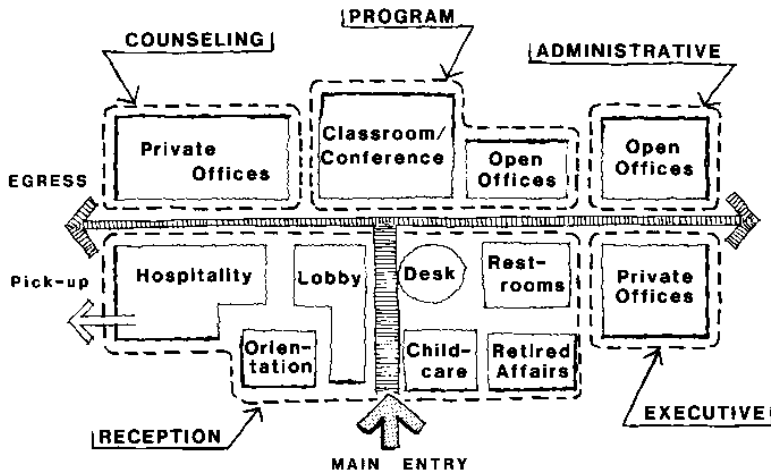 COUNSELING
PROGRAM
ADMINISTRATIVE
Private
Offices
Classroom/
Conference
Open
Offices
Open
Offices
EGRESS
Pick-up
Hospitality
Lobby
Desk
Rest-
rooms
Private
Offices
Orien-
tation
Child-
care
Retired
Affairs
RECEPTION
EXECUTIVE
MAIN ENTRY